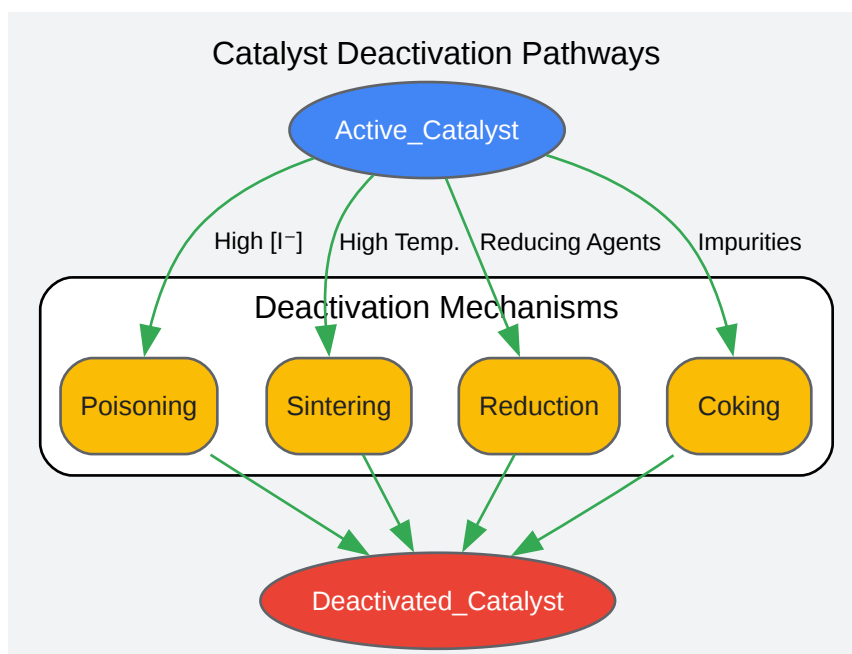 Catalyst Deactivation Pathways
Active_Catalyst
High [I⁻]
High Temp.
Reducing Agents
Impurities
Deactivation Mechanisms
Poisoning
Sintering
Reduction
Coking
Deactivated_Catalyst